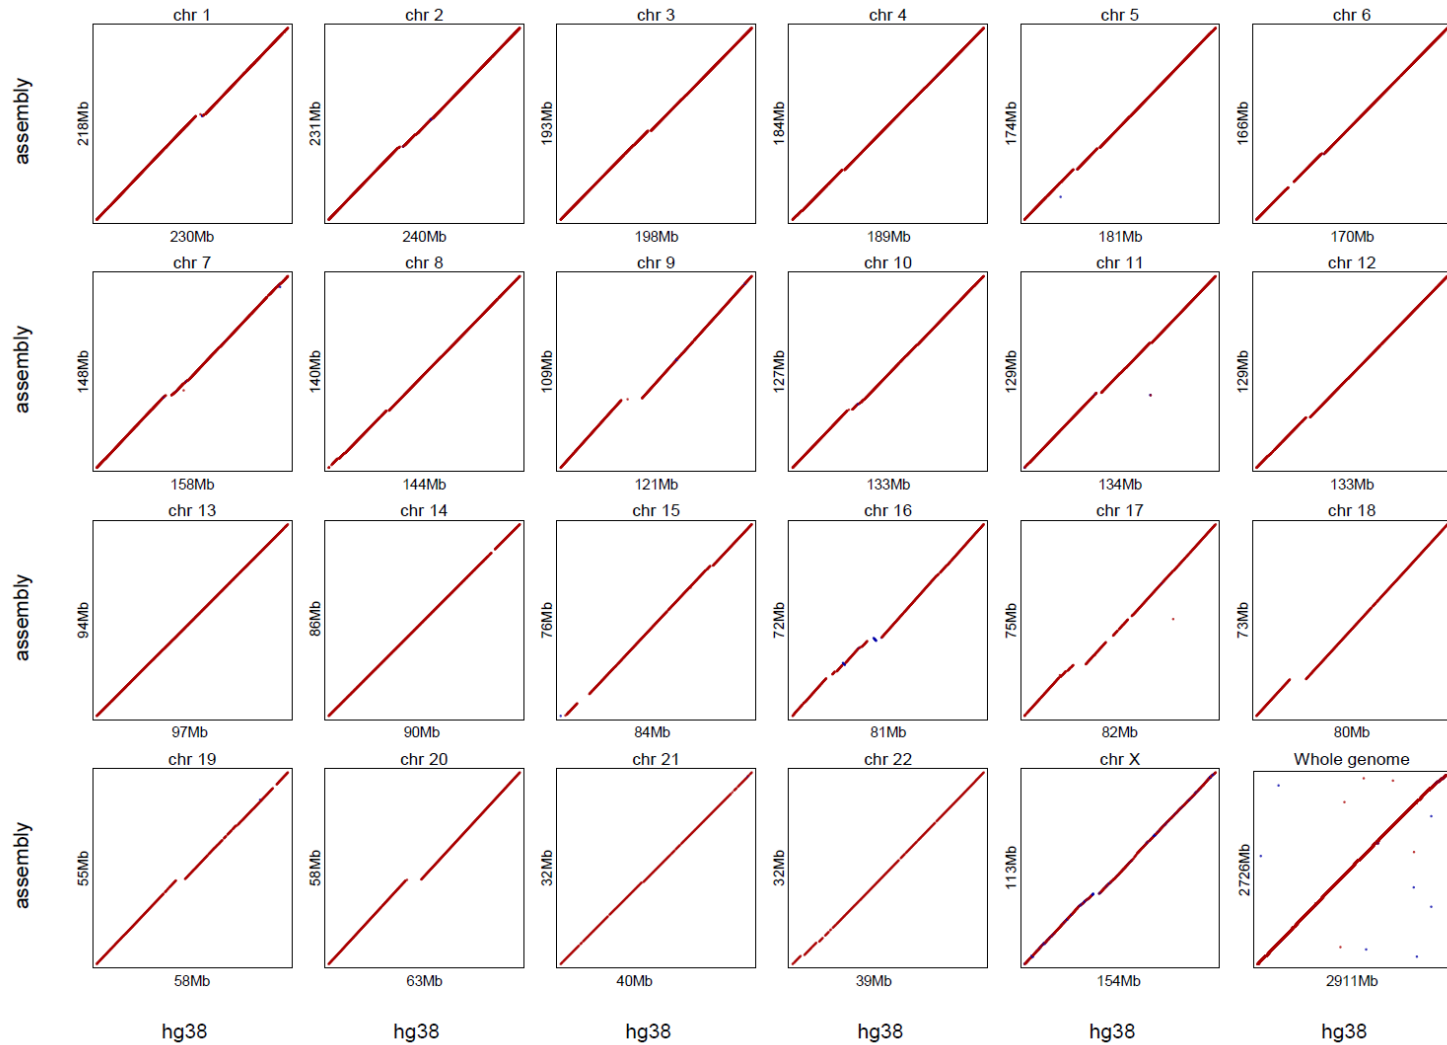 chr 1 chr 2 chr 3 chr 4 chr 5 chr 6
assembly 218Mb 231Mb 193Mb 184Mb 174Mb 166Mb
230Mb 240Mb 198Mb 189Mb 181Mb 170Mb
chr 7 chr 8 chr 9 chr 10 chr 11 chr 12
assembly 148Mb 140Mb 109Mb 127Mb 129Mb 129Mb
158Mb 144Mb 121Mb 133Mb 134Mb 133Mb
chr 13 chr 14 chr 15 chr 16 chr 17 chr 18
assembly 94Mb 86Mb 76Mb 72Mb 75Mb 73Mb
97Mb 90Mb 84Mb 81Mb 82Mb 80Mb
chr 19 chr 20 chr 21 chr 22 chr X Whole genome
assembly 55Mb 58Mb 32Mb 32Mb 113Mb 2726Mb
58Mb 63Mb 40Mb 39Mb 154Mb 2911Mb
hg38 hg38 hg38 hg38 hg38 hg38